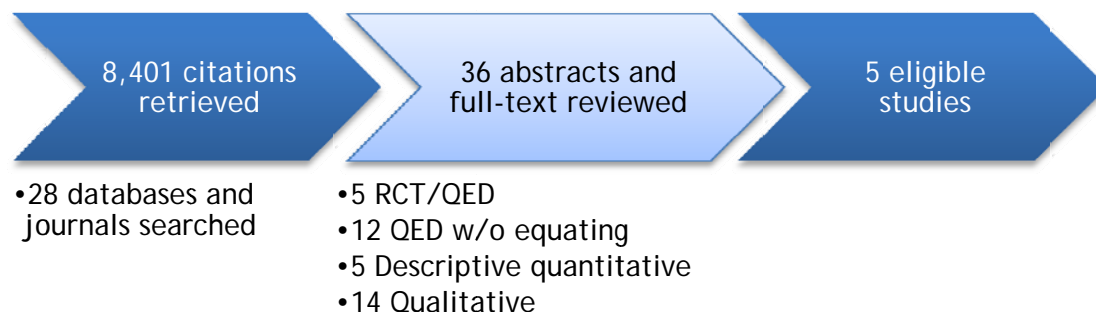 8,401 citations
retrieved
36 abstracts and
full-text reviewed
5 eligible
studies
•28 databases and
journals searched
•5 RCT/QED
•12 QED w/o equating
•5 Descriptive quantitative
•14 Qualitative